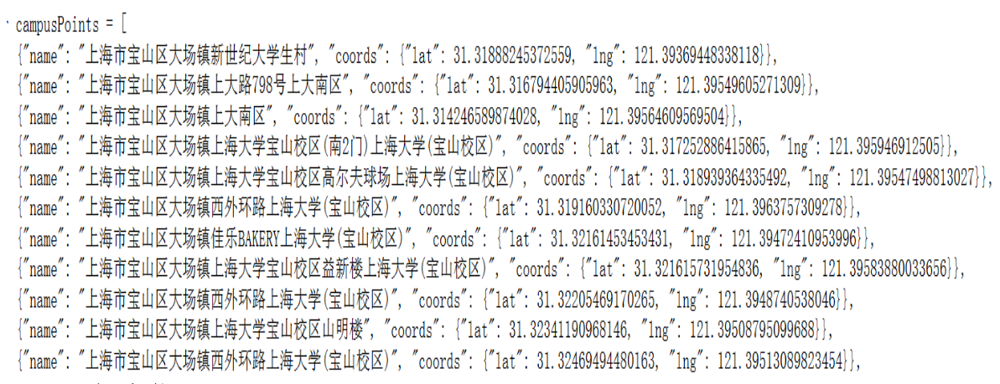 campusPoints = [
{"name": "上海市宝山区大场镇新世纪大学生村", "coords": {"lat": 31.31888245372559, "lng": 121.39369448338118}},
{"name": "上海市宝山区大场镇上大路798号上大南区", "coords": {"lat": 31.316794405905963, "lng": 121.39549605271309}},
{"name": "上海市宝山区大场镇上大南区", "coords": {"lat": 31.314246589874028, "lng": 121.39564609569504}},
{"name": "上海市宝山区大场镇上海大学宝山校区(南2门)上海大学(宝山校区)", "coords": {"lat": 31.317252886415865, "lng": 121.395946912505}},
{"name": "上海市宝山区大场镇上海大学宝山校区高尔夫球场上海大学(宝山校区)", "coords": {"lat": 31.318939364335492, "lng": 121.39547498813027}},
{"name": "上海市宝山区大场镇西外环路上海大学(宝山校区)", "coords": {"lat": 31.319160330720052, "lng": 121.3963757309278}},
{"name": "上海市宝山区大场镇佳乐BAKERY上海大学(宝山校区)", "coords": {"lat": 31.32161453453431, "lng": 121.39472410953996}},
{"name": "上海市宝山区大场镇上海大学宝山校区益新楼上海大学(宝山校区)", "coords": {"lat": 31.321615731954836, "lng": 121.39583880033656}},
{"name": "上海市宝山区大场镇西外环路上海大学(宝山校区)", "coords": {"lat": 31.32205469170265, "lng": 121.3948740538046}},
{"name": "上海市宝山区大场镇上海大学宝山校区山明楼", "coords": {"lat": 31.32341190968146, "lng": 121.39508795099688}},
{"name": "上海市宝山区大场镇西外环路上海大学(宝山校区)", "coords": {"lat": 31.32469494480163, "lng": 121.39513089823454}},